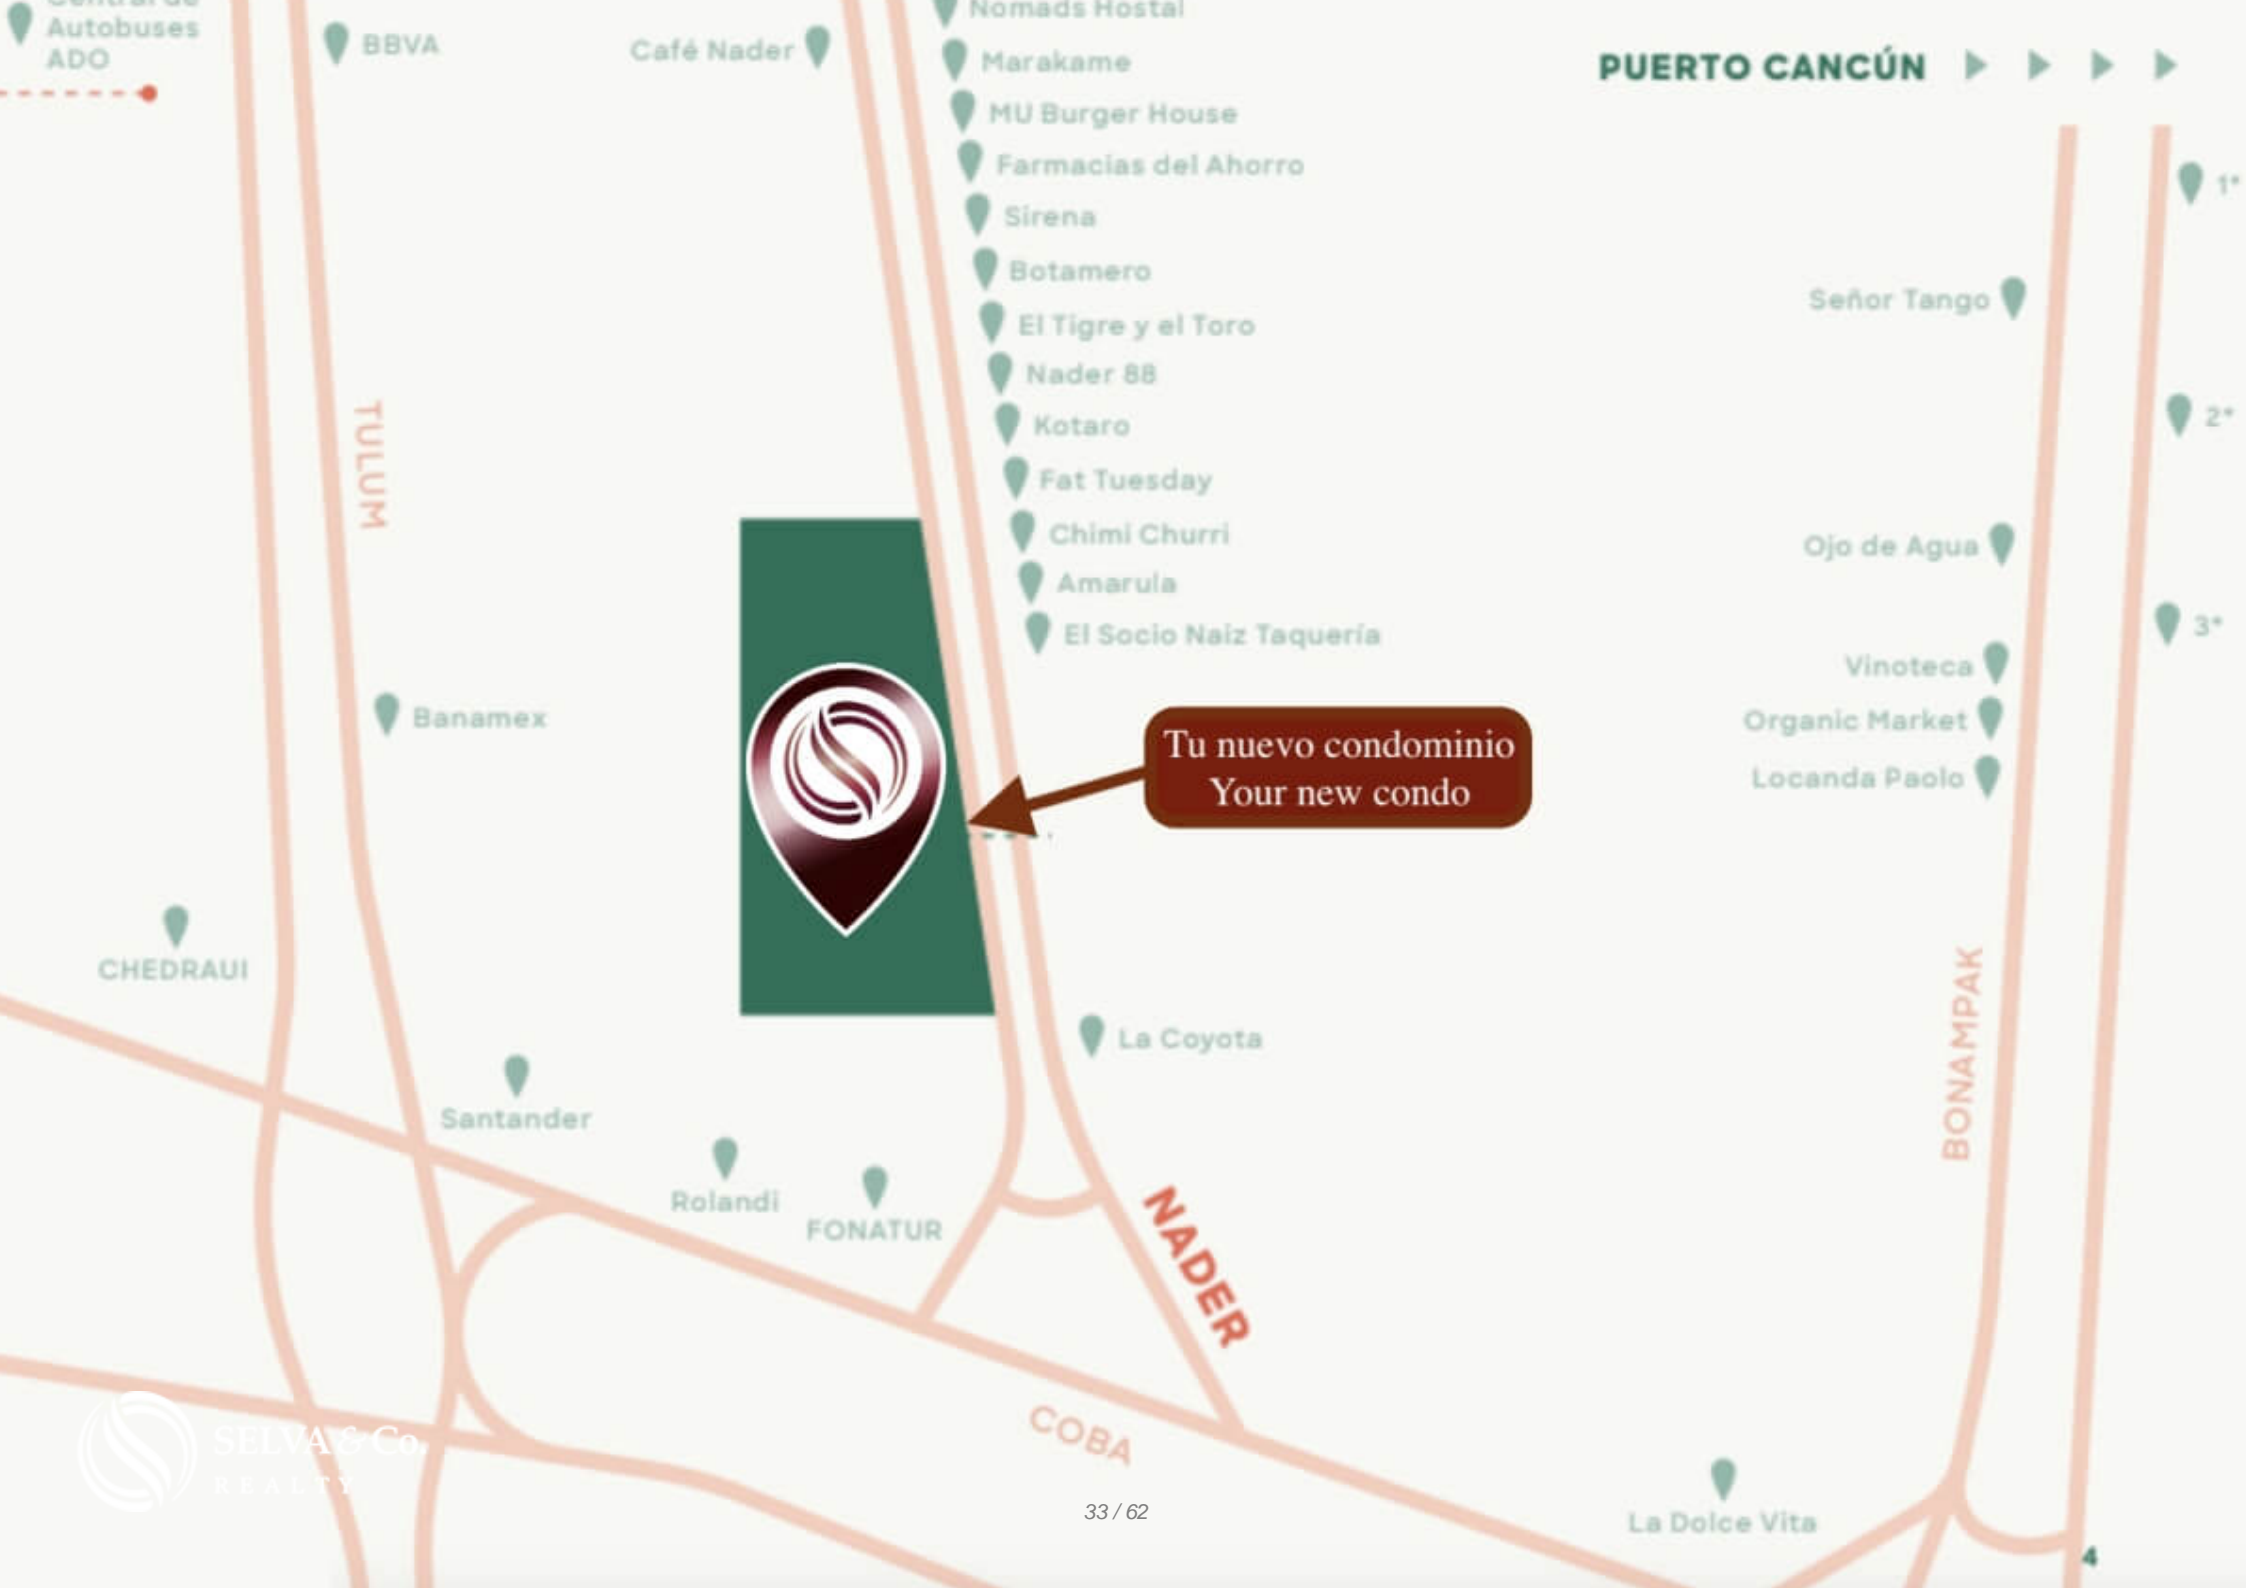 Central de
Autobuses
ADO
BBVA
Café Nader
Nomads Hostal
Marakame
MU Burger House
Farmacias del Ahorro
Sirena
Botamero
El Tigre y el Toro
Nader 88
Kotaro
Fat Tuesday
Chimi Churri
Amarula
El Socio Naiz Taquería
PUERTO CANCÚN
1*
Señor Tango
2*
Ojo de Agua
3*
Vinoteca
Organic Market
Locanda Paolo
TULUM
Banamex
Tu nuevo condominio
Your new condo
CHEDRAUI
La Coyota
BONAMPAK
Santander
Rolandi
FONATUR
NADER
COBA
SELVA & Co.
REALTY
33 / 62
La Dolce Vita
4